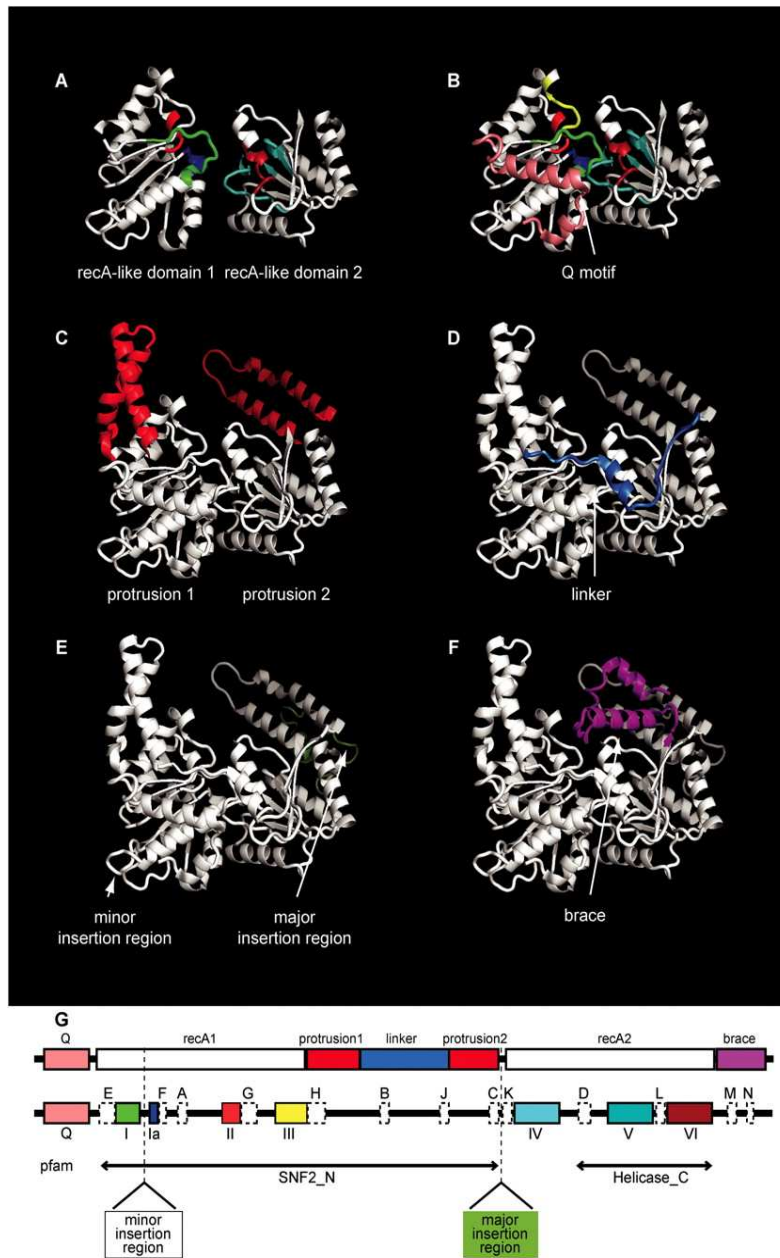 A
B
recA-like domain 1
recA-like domain 2
Q motif
C
D
protrusion 1
protrusion 2
linker
E
F
minor
insertion region
major
insertion region
brace
G
Q
recA1
protrusion1
linker
protrusion2
recA2
brace
E F A G H B J C K D L M N
Q I Ia II III IV V VI
pfam
SNF2_N
Helicase_C
minor
insertion
region
major
insertion
region